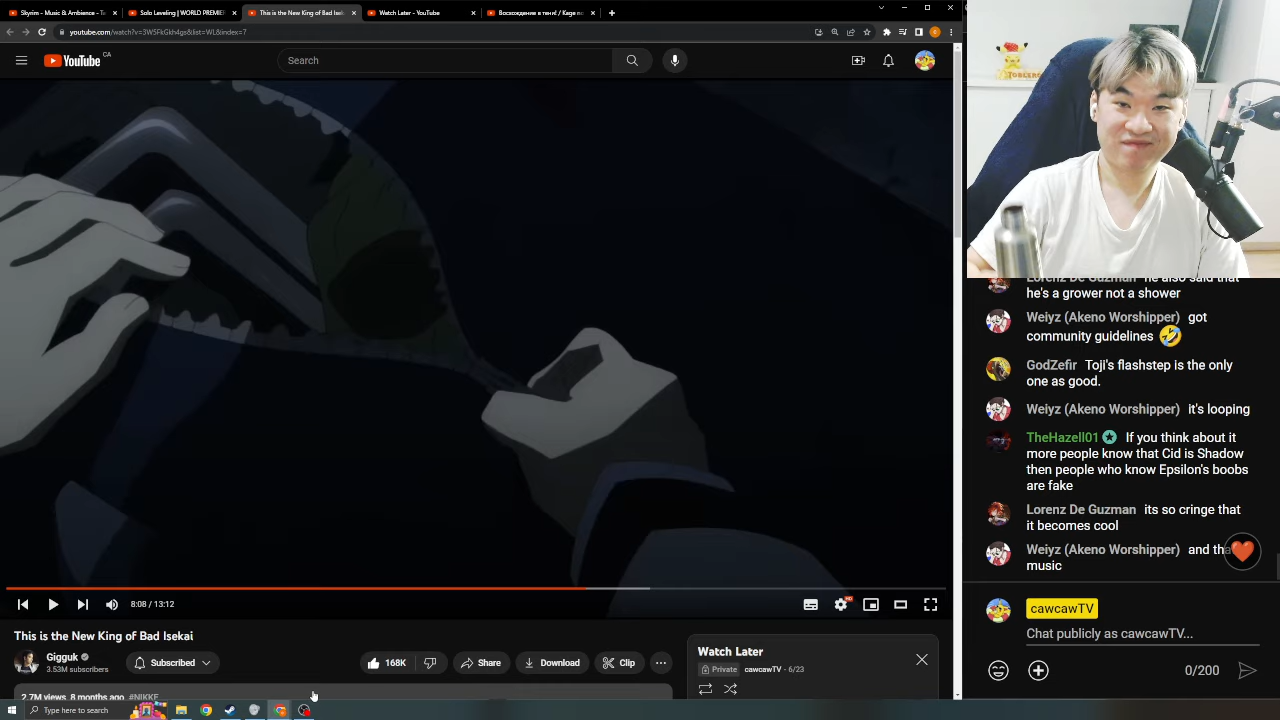 Skyrim - Music & Ambience - T
Solo Leveling | WORLD PREMIE
This is the New King of Bad Isek
Watch Later - YouTube
youtube.com/watch?v=3W5FkGkh4gs&list=WL&index=7
YouTube CA
Search
8:08 / 13:12
HD
This is the New King of Bad Isekai
Gigguk
3.53M subscribers
Subscribed
168K
Share
Download
Clip
2.7M views 8 months ago #NIKKE
Watch Later
Private cawcawTV - 6/23
Type here to search
Lorenz De Guzman he also said that
he's a grower not a shower
Weiyz (Akeno Worshipper) got
community guidelines
GodZefir Toji's flashstep is the only
one as good.
Weiyz (Akeno Worshipper) it's looping
TheHazell01 If you think about it
more people know that Cid is Shadow
then people who know Epsilon's boobs
are fake
Lorenz De Guzman its so cringe that
it becomes cool
Weiyz (Akeno Worshipper) and
music
cawcawTV
Chat publicly as cawcawTV...
0/200